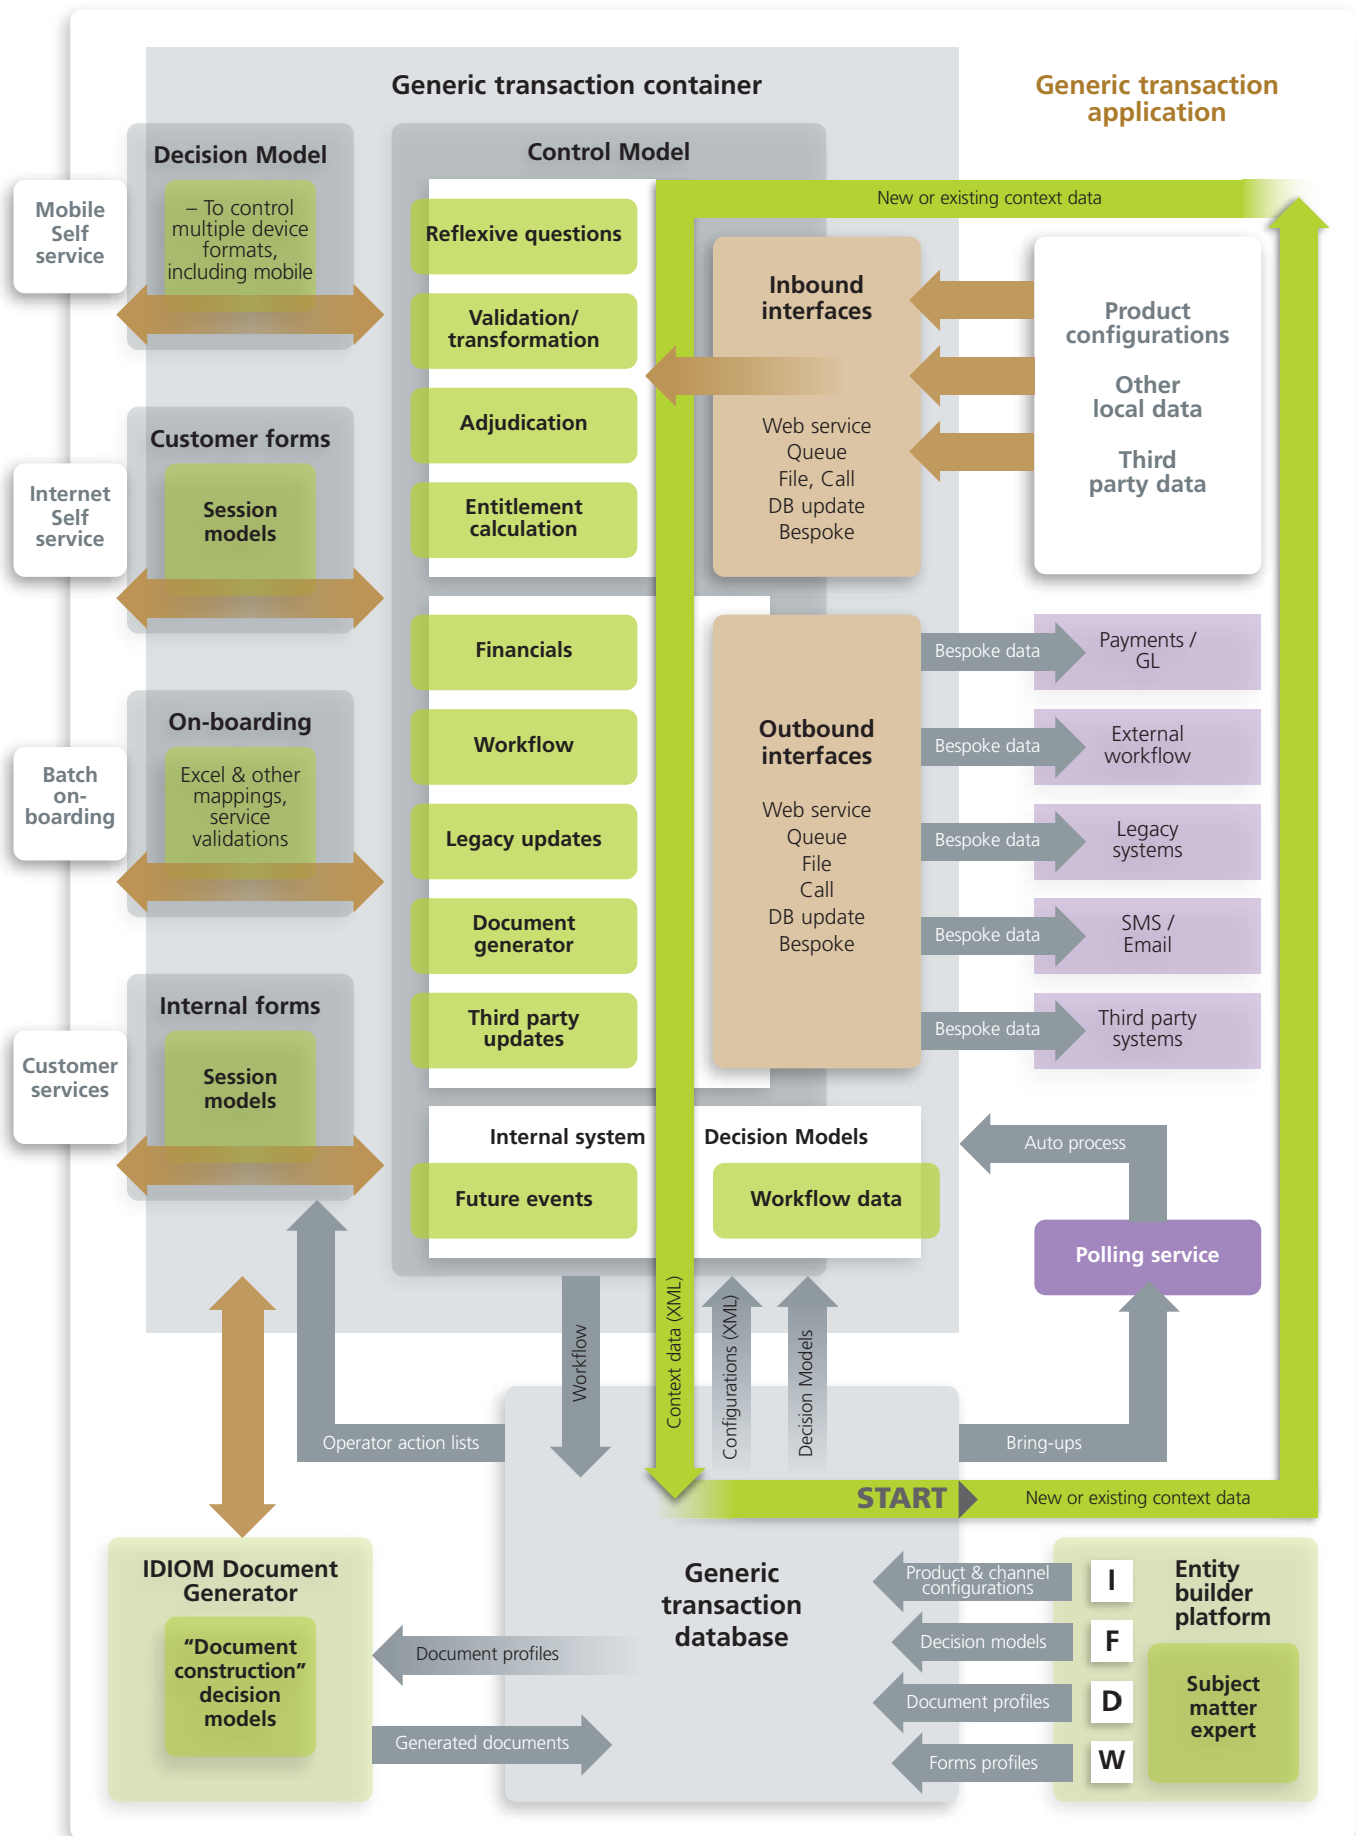 Generic transaction container
Generic transaction
application
Decision Model
– To control
multiple device
formats,
including mobile
Mobile
Self
service
Customer forms
Session
models
Internet
Self
service
On-boarding
Excel & other
mappings,
service
validations
Batch
on-
boarding
Internal forms
Session
models
Customer
services
Control Model
Reflexive questions
Validation/
transformation
Adjudication
Entitlement
calculation
Financials
Workflow
Legacy updates
Document
generator
Third party
updates
Internal system
Decision Models
Future events
Workflow data
New or existing context data
Inbound
interfaces
Web service
Queue
File, Call
DB update
Bespoke
Product
configurations
Other
local data
Third
party data
Outbound
interfaces
Web service
Queue
File
Call
DB update
Bespoke
Bespoke data
Payments /
GL
Bespoke data
External
workflow
Bespoke data
Legacy
systems
Bespoke data
SMS /
Email
Bespoke data
Third party
systems
Auto process
Polling service
Bring-ups
Workflow
Context data (XML)
Configurations (XML)
Decision Models
Operator action lists
START
New or existing context data
IDIOM Document
Generator
“Document
construction”
decision
models
Document profiles
Generated documents
Generic
transaction
database
Product & channel
configurations
I
Decision models
F
Document profiles
D
Forms profiles
W
Entity
builder
platform
Subject
matter
expert